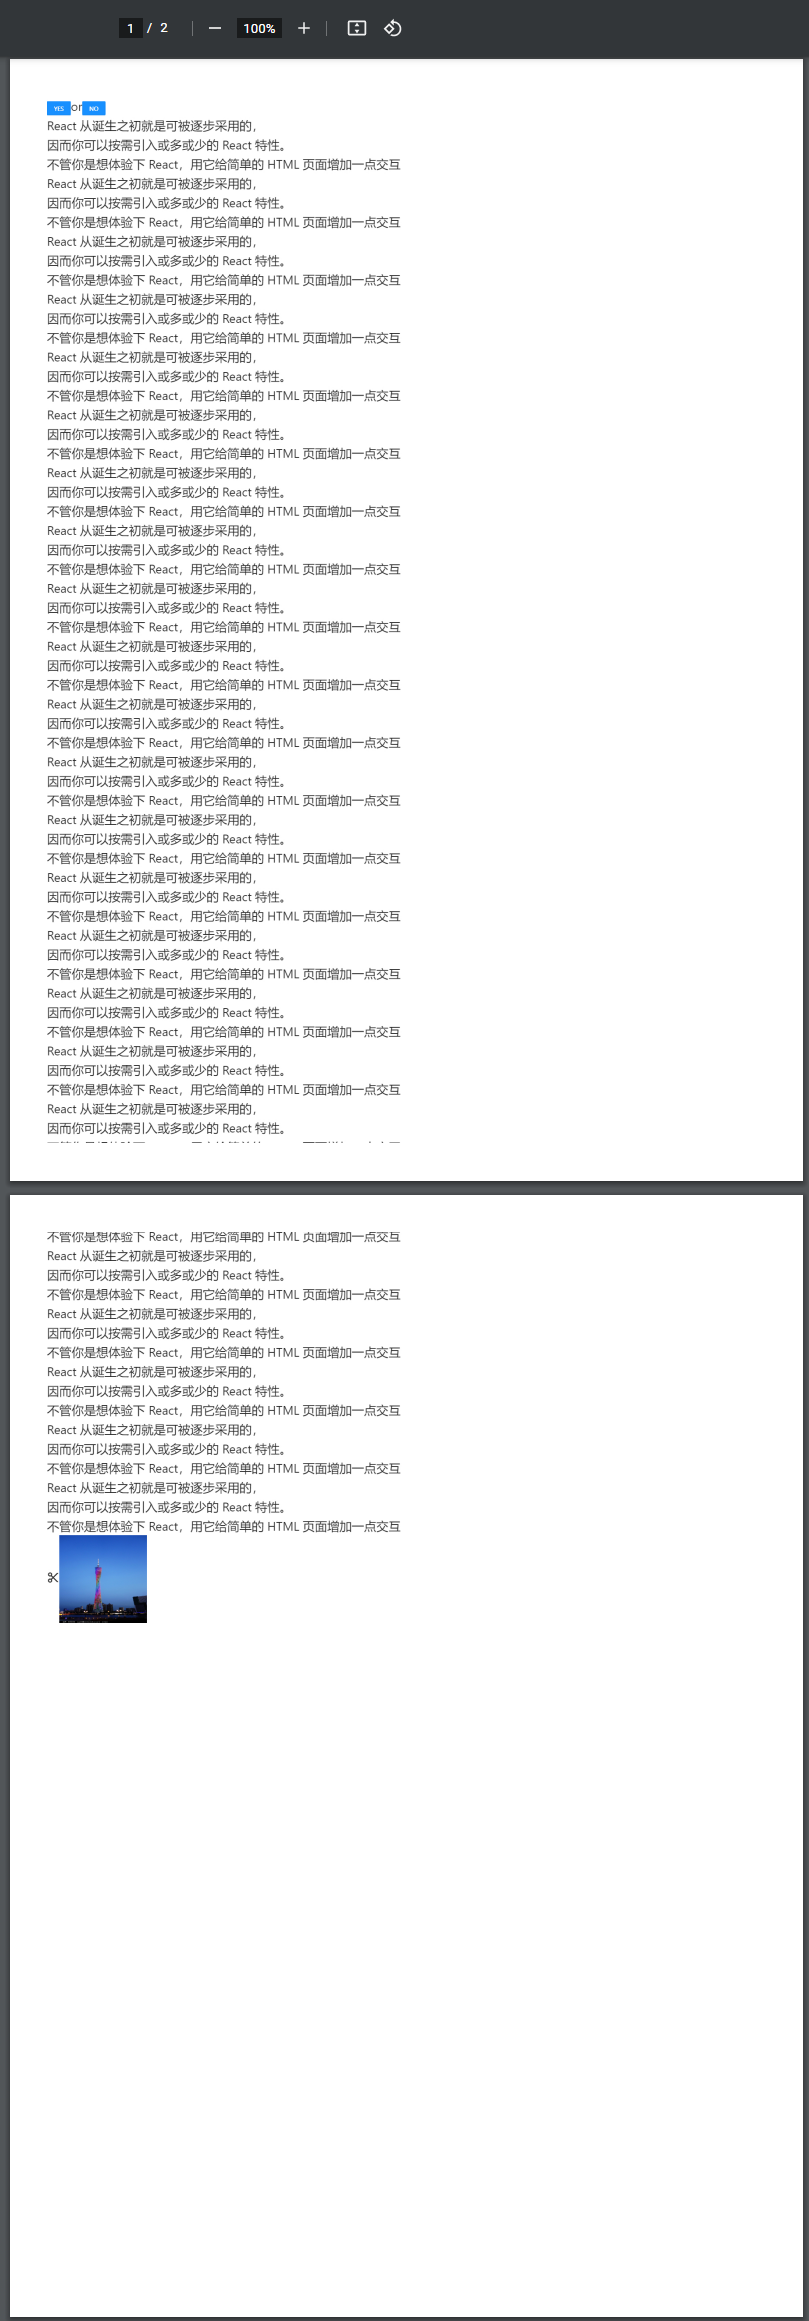 1 / 2 100%
YES or NO
React 从诞生之初就是可被逐步采用的，
因而你可以按需引入或多或少的 React 特性。
不管你是想体验下 React，用它给简单的 HTML 页面增加一点交互
React 从诞生之初就是可被逐步采用的，
因而你可以按需引入或多或少的 React 特性。
不管你是想体验下 React，用它给简单的 HTML 页面增加一点交互
React 从诞生之初就是可被逐步采用的，
因而你可以按需引入或多或少的 React 特性。
不管你是想体验下 React，用它给简单的 HTML 页面增加一点交互
React 从诞生之初就是可被逐步采用的，
因而你可以按需引入或多或少的 React 特性。
不管你是想体验下 React，用它给简单的 HTML 页面增加一点交互
React 从诞生之初就是可被逐步采用的，
因而你可以按需引入或多或少的 React 特性。
不管你是想体验下 React，用它给简单的 HTML 页面增加一点交互
React 从诞生之初就是可被逐步采用的，
因而你可以按需引入或多或少的 React 特性。
不管你是想体验下 React，用它给简单的 HTML 页面增加一点交互
React 从诞生之初就是可被逐步采用的，
因而你可以按需引入或多或少的 React 特性。
不管你是想体验下 React，用它给简单的 HTML 页面增加一点交互
React 从诞生之初就是可被逐步采用的，
因而你可以按需引入或多或少的 React 特性。
不管你是想体验下 React，用它给简单的 HTML 页面增加一点交互
React 从诞生之初就是可被逐步采用的，
因而你可以按需引入或多或少的 React 特性。
不管你是想体验下 React，用它给简单的 HTML 页面增加一点交互
React 从诞生之初就是可被逐步采用的，
因而你可以按需引入或多或少的 React 特性。
不管你是想体验下 React，用它给简单的 HTML 页面增加一点交互
React 从诞生之初就是可被逐步采用的，
因而你可以按需引入或多或少的 React 特性。
不管你是想体验下 React，用它给简单的 HTML 页面增加一点交互
React 从诞生之初就是可被逐步采用的，
因而你可以按需引入或多或少的 React 特性。
不管你是想体验下 React，用它给简单的 HTML 页面增加一点交互
React 从诞生之初就是可被逐步采用的，
因而你可以按需引入或多或少的 React 特性。
不管你是想体验下 React，用它给简单的 HTML 页面增加一点交互
React 从诞生之初就是可被逐步采用的，
因而你可以按需引入或多或少的 React 特性。
不管你是想体验下 React，用它给简单的 HTML 页面增加一点交互
React 从诞生之初就是可被逐步采用的，
因而你可以按需引入或多或少的 React 特性。
不管你是想体验下 React，用它给简单的 HTML 页面增加一点交互
React 从诞生之初就是可被逐步采用的，
因而你可以按需引入或多或少的 React 特性。
不管你是想体验下 React，用它给简单的 HTML 页面增加一点交互
React 从诞生之初就是可被逐步采用的，
因而你可以按需引入或多或少的 React 特性。
不管你是想体验下 React，用它给简单的 HTML 页面增加一点交互
React 从诞生之初就是可被逐步采用的，
因而你可以按需引入或多或少的 React 特性。
不管你是想体验下 React，用它给简单的 HTML 页面增加一点交互
React 从诞生之初就是可被逐步采用的，
因而你可以按需引入或多或少的 React 特性。
不管你是想体验下 React，用它给简单的 HTML 页面增加一点交互
React 从诞生之初就是可被逐步采用的，
因而你可以按需引入或多或少的 React 特性。
不管你是想体验下 React，用它给简单的 HTML 页面增加一点交互
React 从诞生之初就是可被逐步采用的，
因而你可以按需引入或多或少的 React 特性。
不管你是想体验下 React，用它给简单的 HTML 页面增加一点交互
React 从诞生之初就是可被逐步采用的，
因而你可以按需引入或多或少的 React 特性。
不管你是想体验下 React，用它给简单的 HTML 页面增加一点交互
React 从诞生之初就是可被逐步采用的，
因而你可以按需引入或多或少的 React 特性。
不管你是想体验下 React，用它给简单的 HTML 页面增加一点交互